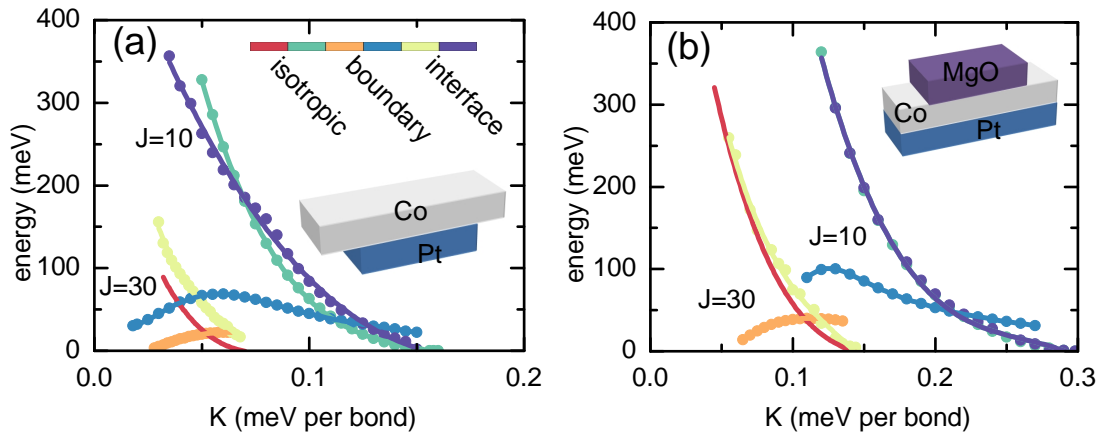 (a)
400
300
200
100
0
energy (meV)
isotropic
boundary
interface
J=10
J=30
Co
Pt
0.0
0.1
0.2
K (meV per bond)
(b)
400
300
200
100
0
energy (meV)
MgO
Co
Pt
J=10
J=30
0.0
0.1
0.2
0.3
K (meV per bond)